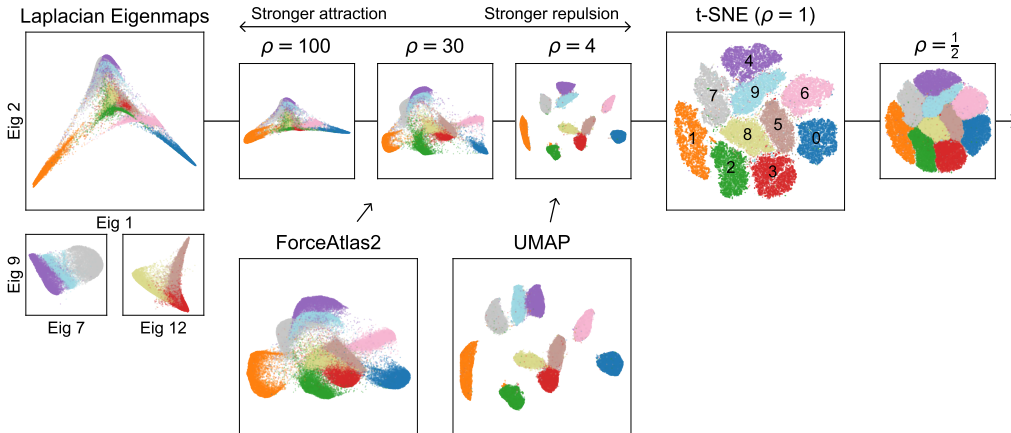 Laplacian Eigenmaps
Stronger attraction
Stronger repulsion
t-SNE (ρ = 1)
ρ = 100
ρ = 30
ρ = 4
ρ = 1/2
Eig 2
Eig 1
4
7
9
6
1
8
5
0
2
3
Eig 9
Eig 7
Eig 12
ForceAtlas2
UMAP